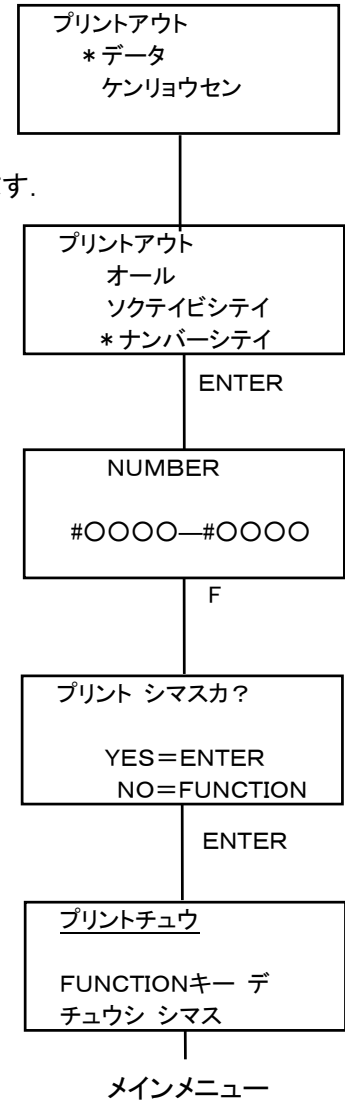 プリントアウト
＊データ
ケンリョウセン
す.
プリントアウト
オール
ソクテイビシテイ
＊ナンバーシテイ
ENTER
NUMBER
#〇〇〇〇―#〇〇〇〇
F
プリント シマスカ？
YES＝ENTER
NO＝FUNCTION
ENTER
プリントチュウ
FUNCTIONキー デ
チュウシ シマス
メインメニュー